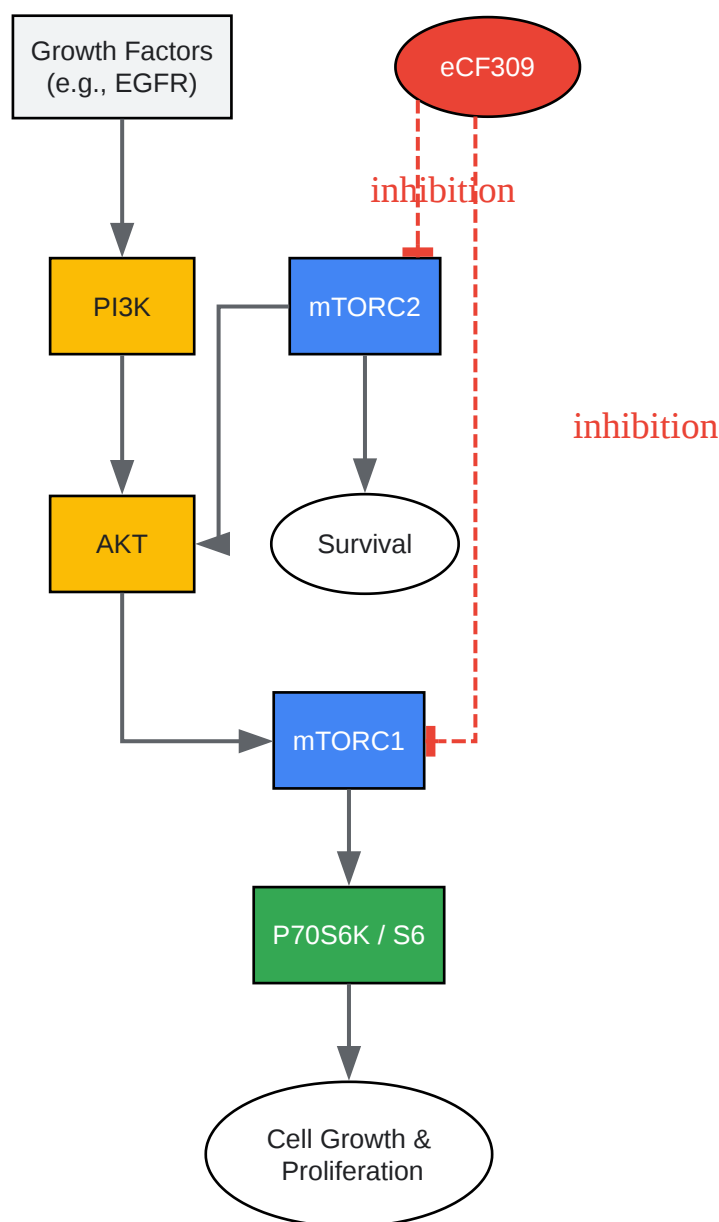 Growth Factors
(e.g., EGFR)
eCF309
inhibition
PI3K
mTORC2
inhibition
AKT
Survival
mTORC1
P70S6K / S6
Cell Growth &
Proliferation